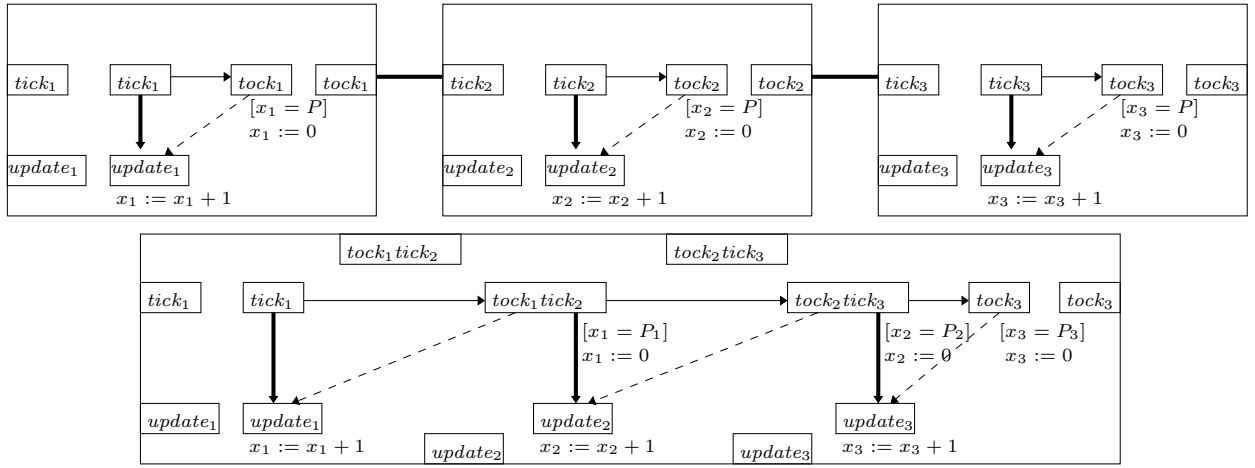 tick₁ tick₁ tock₁ tock₁ tick₂ tick₂ tock₂ tock₂ tick₃ tick₃ tock₃ tock₃
[x₁ = P] [x₂ = P] [x₃ = P]
x₁ := 0 x₂ := 0 x₃ := 0
update₁ update₁ update₂ update₂ update₃ update₃
x₁ := x₁ + 1 x₂ := x₂ + 1 x₃ := x₃ + 1
tock₁tick₂ tock₂tick₃
tick₁ tick₁ tock₁tick₂ tock₂tick₃ tock₃ tock₃
[x₁ = P₁] [x₂ = P₂] [x₃ = P₃]
x₁ := 0 x₂ := 0 x₃ := 0
update₁ update₁ update₂ update₃
x₁ := x₁ + 1 update₂ x₂ := x₂ + 1 update₃ x₃ := x₃ + 1